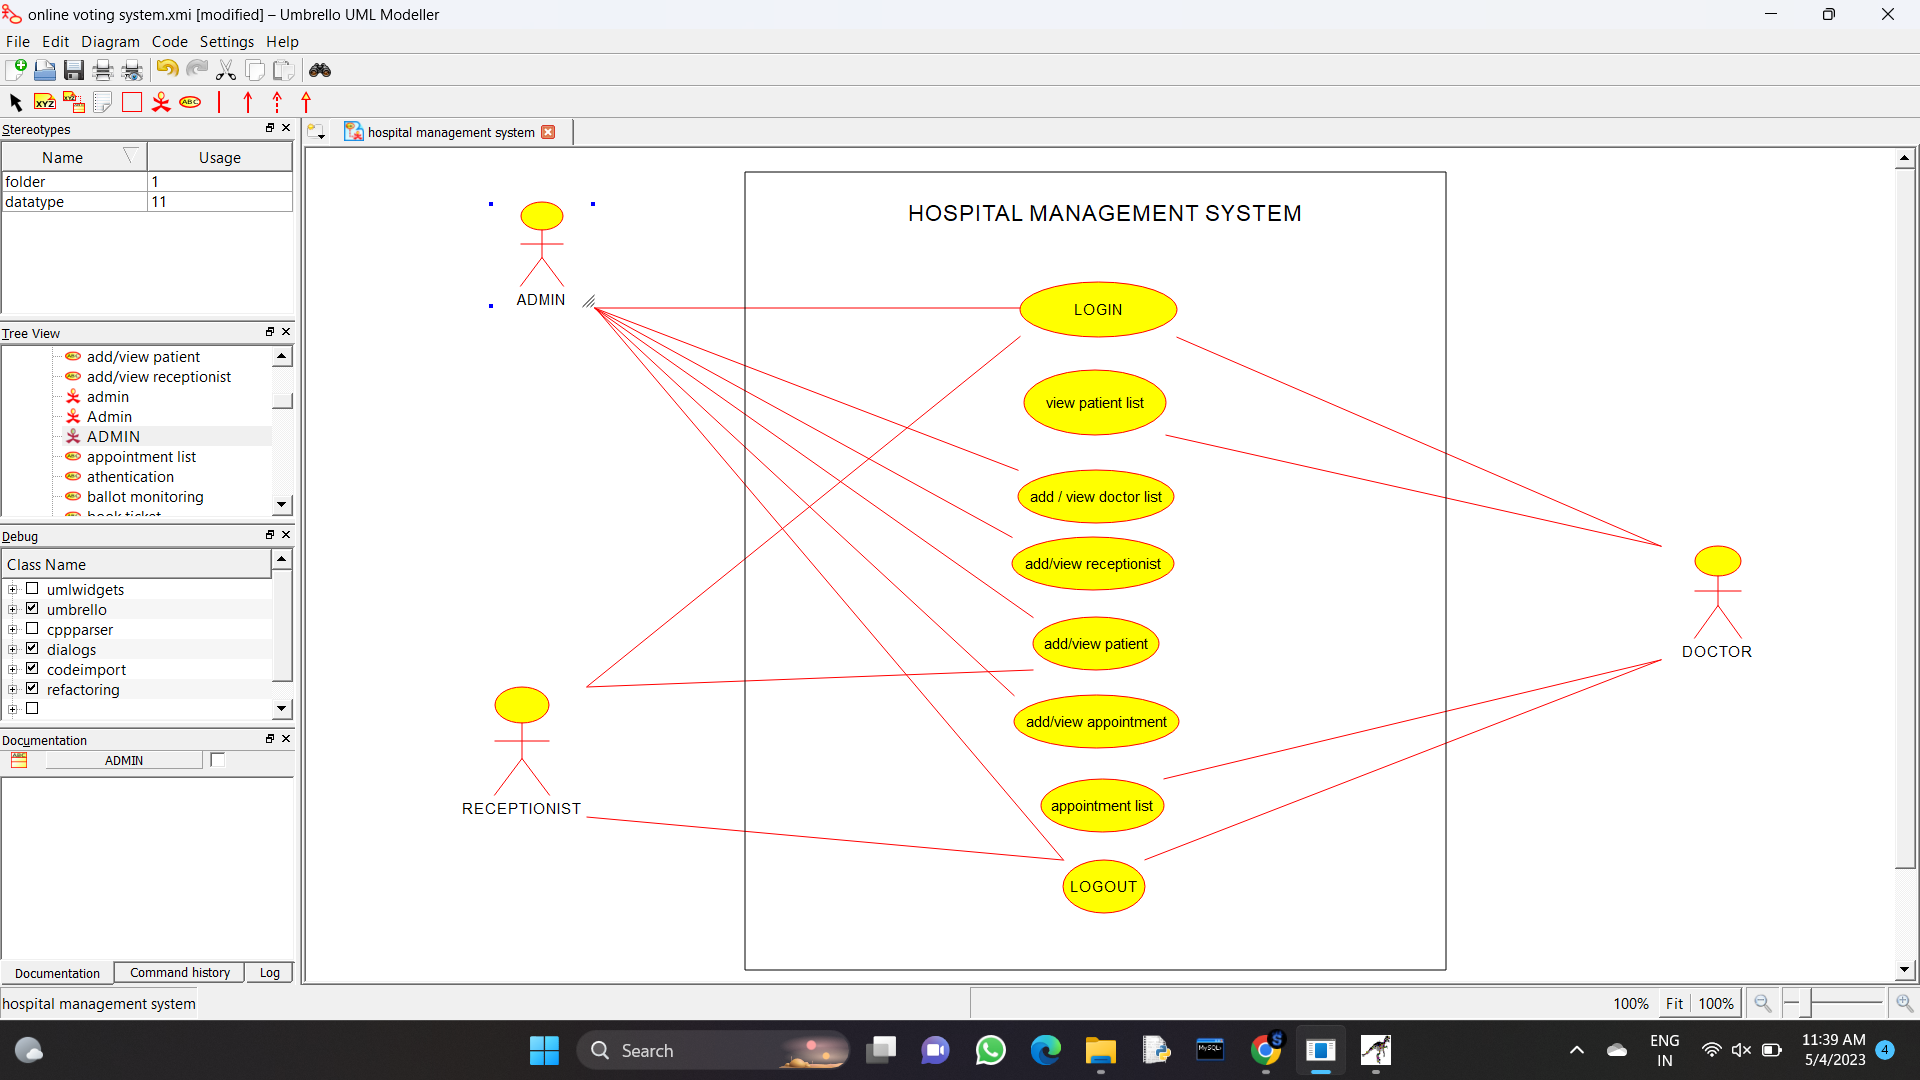 online voting system.xmi [modified] – Umbrello UML Modeller
File Edit Diagram Code Settings Help
XYZ
ABC
Stereotypes
Name Usage
folder 1
datatype 11
Tree View
add/view patient
add/view receptionist
admin
Admin
ADMIN
appointment list
athentication
ballot monitoring
book ticket
Debug
Class Name
umlwidgets
umbrello
cppparser
dialogs
codeimport
refactoring
Documentation
ADMIN
Documentation Command history Log
hospital management system
hospital management system
HOSPITAL MANAGEMENT SYSTEM
ADMIN
LOGIN
view patient list
add / view doctor list
add/view receptionist
add/view patient
DOCTOR
add/view appointment
RECEPTIONIST
appointment list
LOGOUT
100% Fit 100%
Search
MySQL
S
ENG
IN
11:39 AM
5/4/2023
4